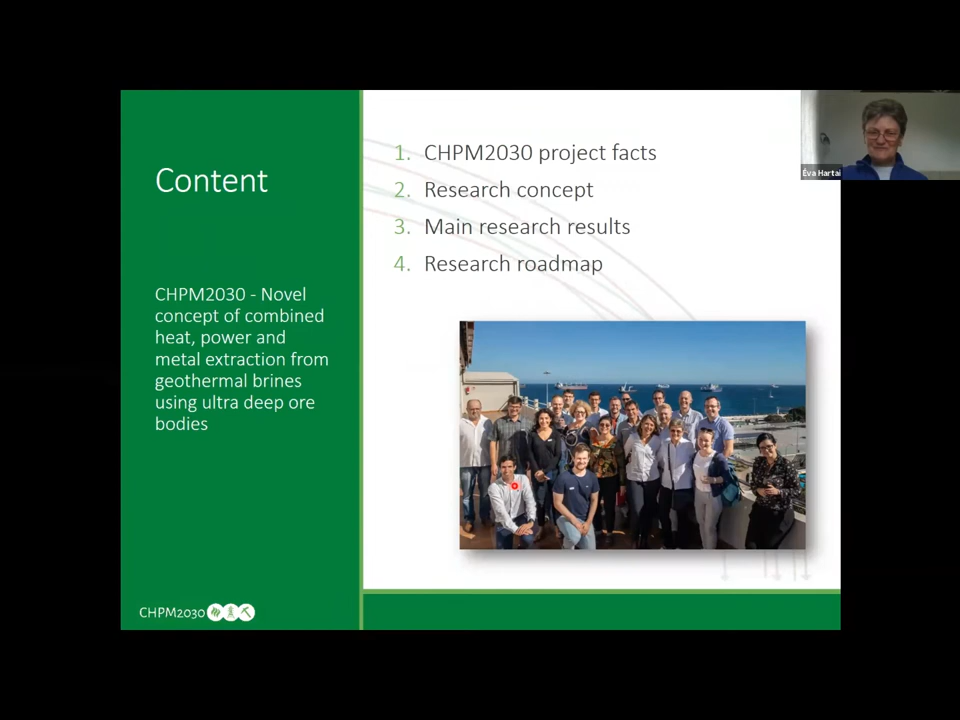 Content
CHPM2030 - Novel
concept of combined
heat, power and
metal extraction from
geothermal brines
using ultra deep ore
bodies
CHPM2030
1. CHPM2030 project facts
2. Research concept
3. Main research results
4. Research roadmap
Éva Hartai